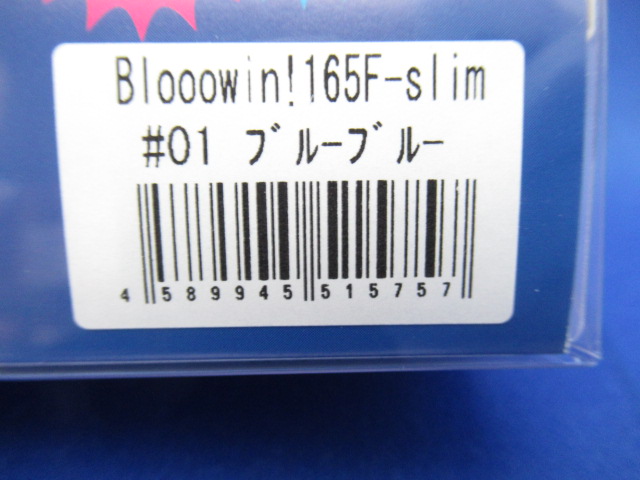 Blooowin!165F-slim
#01 ﾌﾞﾙｰﾌﾞﾙｰ
4 589945 515757